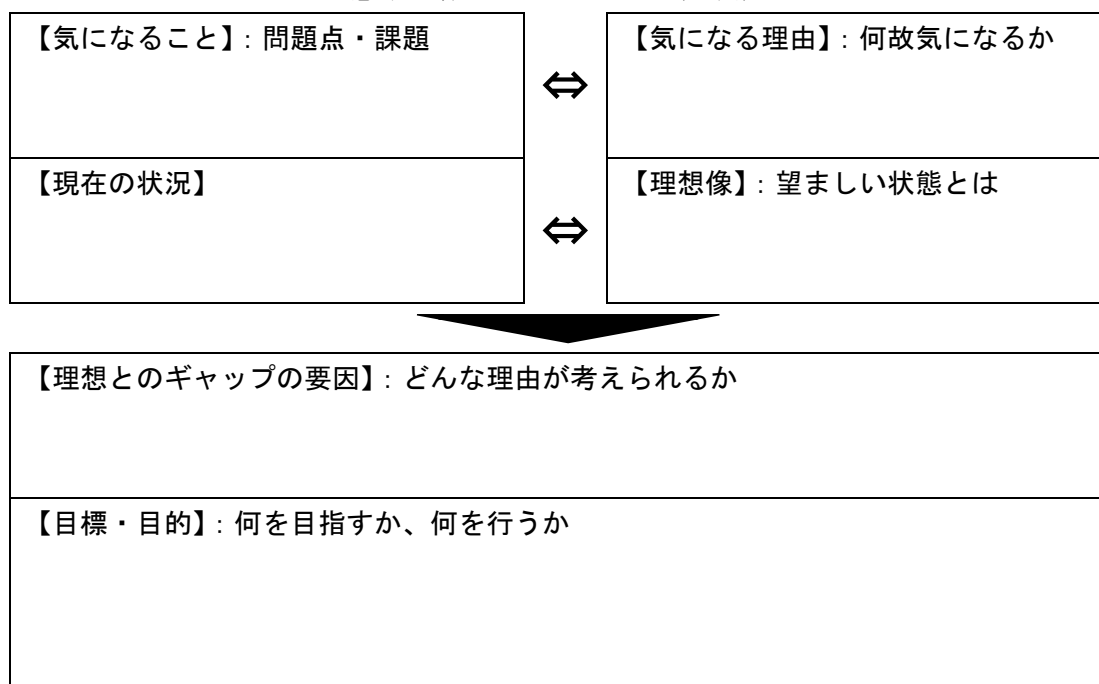 【気になること】：問題点・課題
【気になる理由】：何故気になるか
⇔
【現在の状況】
【理想像】：望ましい状態とは
⇔
【理想とのギャップの要因】：どんな理由が考えられるか
【目標・目的】：何を目指すか、何を行うか